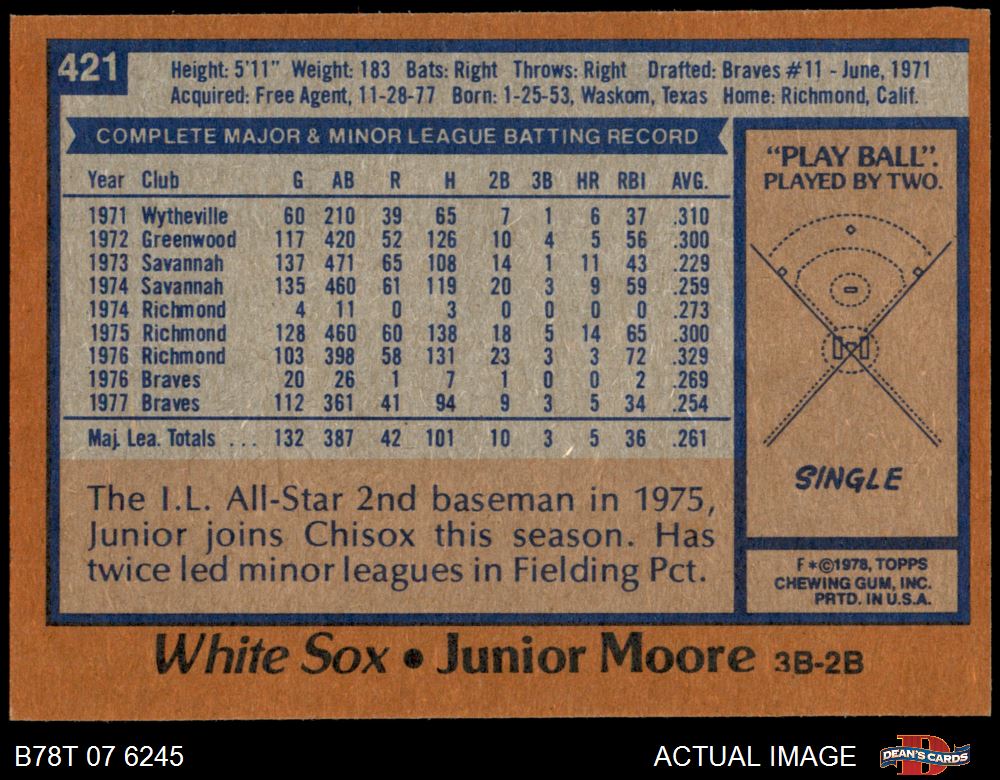 421
Height: 5'11" Weight: 183 Bats: Right Throws: Right Drafted: Braves #11 - June, 1971
Acquired: Free Agent, 11-28-77 Born: 1-25-53, Waskom, Texas Home: Richmond, Calif.
COMPLETE MAJOR & MINOR LEAGUE BATTING RECORD
Year Club G AB R H 2B 3B HR RBI AVG.
1971 Wytheville 60 210 39 65 7 1 6 37 .310
1972 Greenwood 117 420 52 126 10 4 5 56 .300
1973 Savannah 137 471 65 108 14 1 11 43 .229
1974 Savannah 135 460 61 119 20 3 9 59 .259
1974 Richmond 4 11 0 3 0 0 0 0 .273
1975 Richmond 128 460 60 138 18 5 14 65 .300
1976 Richmond 103 398 58 131 23 3 3 72 .329
1976 Braves 20 26 1 7 1 0 0 2 .269
1977 Braves 112 361 41 94 9 3 5 34 .254
Maj. Lea. Totals ... 132 387 42 101 10 3 5 36 .261
The I.L. All-Star 2nd baseman in 1975,
Junior joins Chisox this season. Has
twice led minor leagues in Fielding Pct.
"PLAY BALL".
PLAYED BY TWO.
SINGLE
F*©1978, TOPPS
CHEWING GUM, INC.
PRTD. IN U.S.A.
White Sox • Junior Moore 3B-2B
B78T 07 6245
ACTUAL IMAGE
D
DEAN'S CARDS